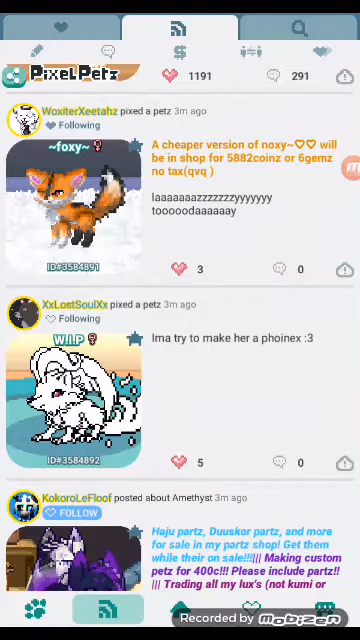 Pixel Petz
1191
291
WoxiterXeetahz pixed a petz 3m ago
Following
~foxy~
ID#3584891
A cheaper version of noxy~♡♡ will
be in shop for 5882coinz or 6gemz
no tax(qvq )
laaaaaaazzzzzzzyyyyyyy
tooooodaaaaaay
3
0
XxLostSoulXx pixed a petz 3m ago
Following
W.I.P
ID#3584892
Ima try to make her a phoinex :3
5
0
KokoroLeFloof posted about Amethyst 3m ago
FOLLOW
Haju partz, Duuskor partz, and more
for sale in my partz shop! Get them
while their on sale!!!||| Making custom
petz for 400c!!! Please include partz!!
||| Trading all my lux's (not kumi or
Recorded by mobizen